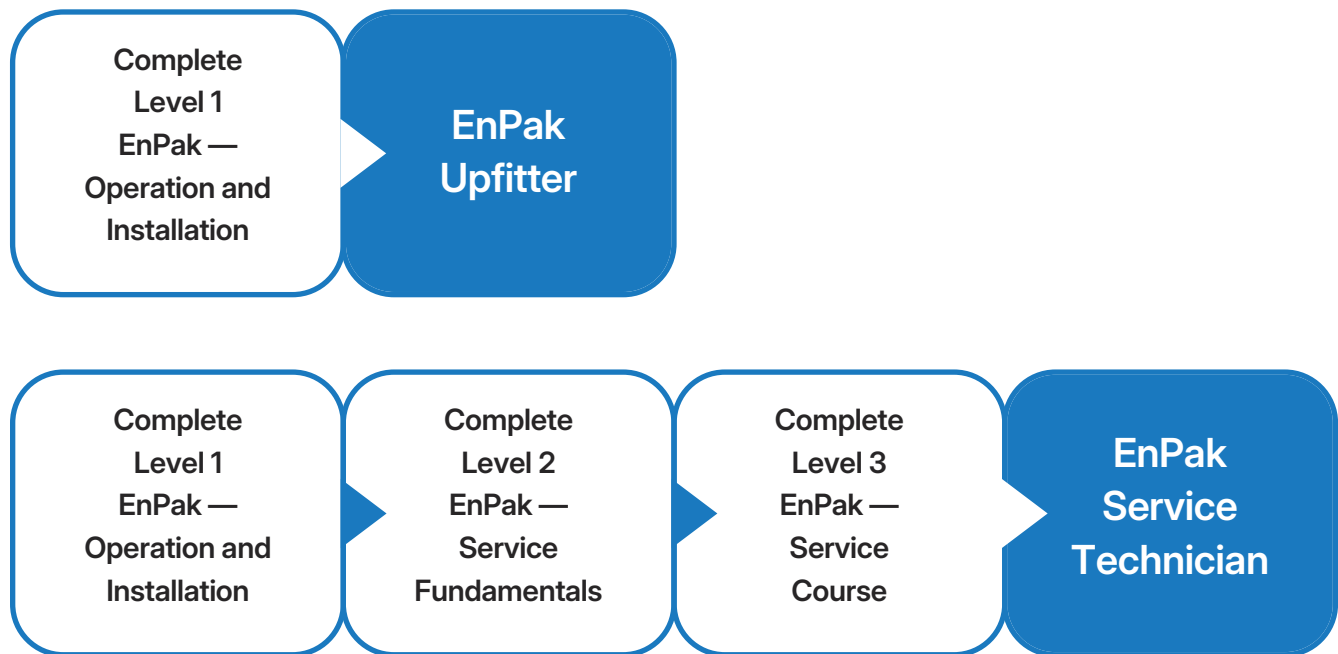 Complete
Level 1
EnPak —
Operation and
Installation
EnPak
Upfitter
Complete
Level 1
EnPak —
Operation and
Installation
Complete
Level 2
EnPak —
Service
Fundamentals
Complete
Level 3
EnPak —
Service
Course
EnPak
Service
Technician